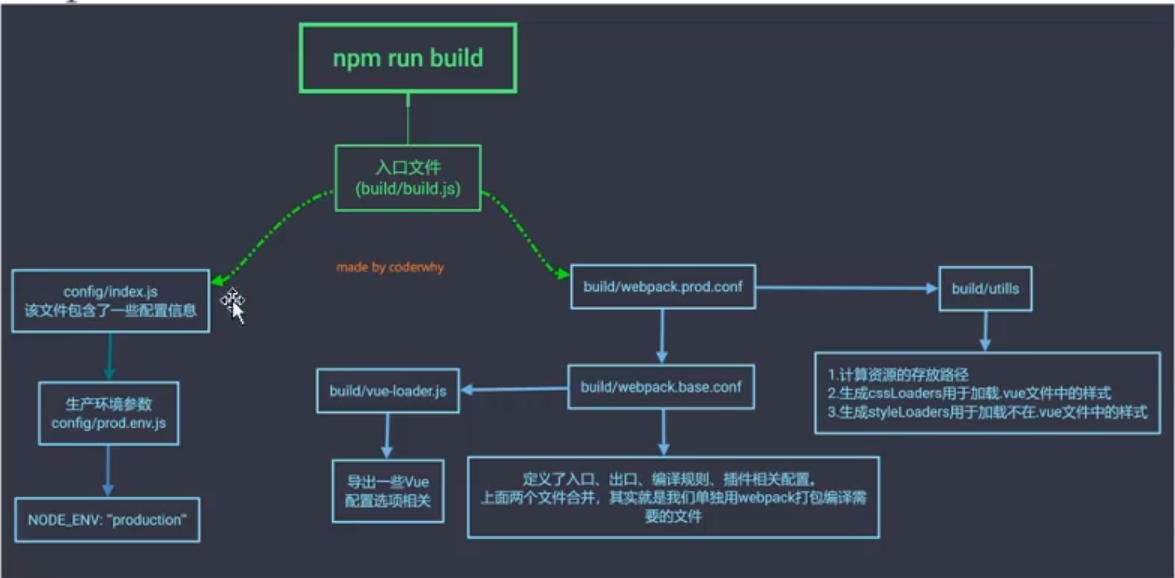 npm run build
入口文件
(build/build.js)
made by coderwhy
config/index.js
该文件包含了一些配置信息
build/webpack.prod.conf
build/utills
生产环境参数
config/prod.env.js
build/vue-loader.js
build/webpack.base.conf
1.计算资源的存放路径
2.生成cssLoaders用于加载.vue文件中的样式
3.生成styleLoaders用于加载不在.vue文件中的样式
NODE_ENV: '"production"'
导出一些Vue
配置选项相关
定义了入口、出口、编译规则、插件相关配置。
上面两个文件合并，其实就是我们单独用webpack打包编译需
要的文件